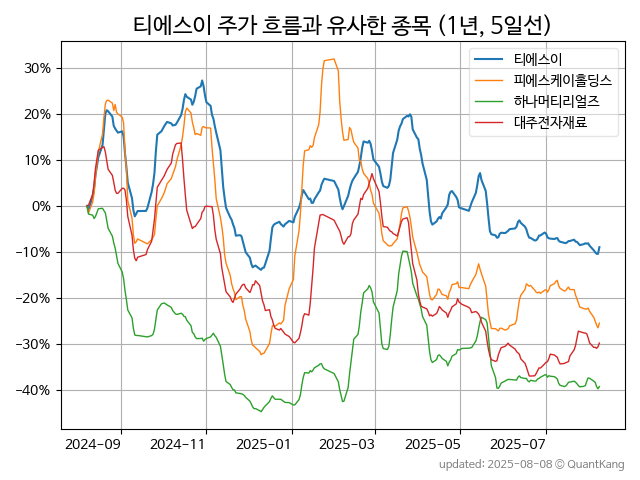 티에스이 주가 흐름과 유사한 종목 (1년, 5일선)
티에스이
피에스케이홀딩스
하나머티리얼즈
대주전자재료
30%
20%
10%
0%
−10%
−20%
−30%
−40%
2024-09
2024-11
2025-01
2025-03
2025-05
2025-07
updated: 2025-08-08 © QuantKang